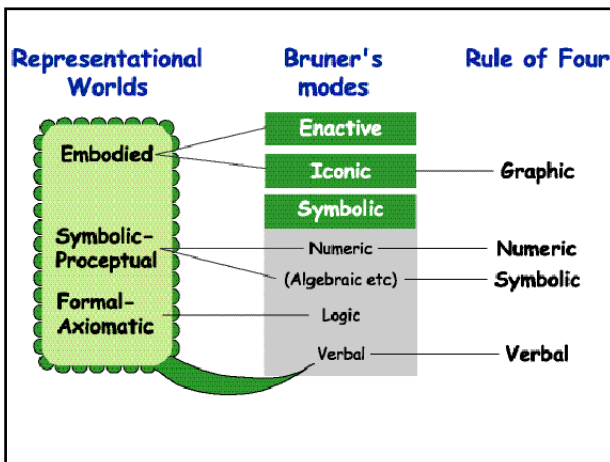 Representational
Worlds
Bruner's
modes
Rule of Four
Embodied
Symbolic-
Proceptual
Formal-
Axiomatic
Enactive
Iconic
Symbolic
Numeric
(Algebraic etc)
Logic
Verbal
Graphic
Numeric
Symbolic
Verbal